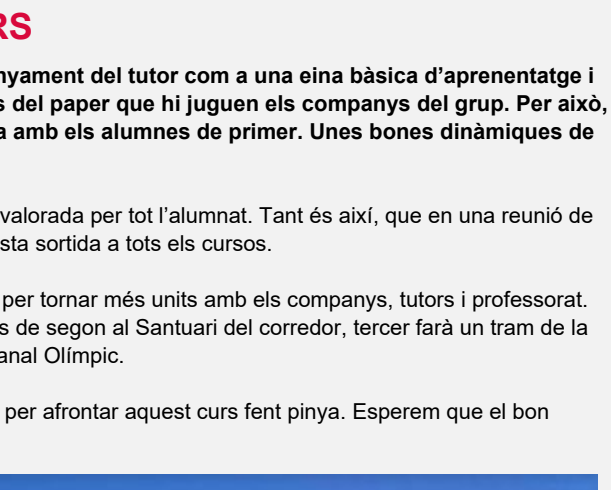 RS
nyament del tutor com a una eina bàsica d’aprenentatge i
s del paper que hi juguen els companys del grup. Per això,
a amb els alumnes de primer. Unes bones dinàmiques de
valorada per tot l’alumnat. Tant és així, que en una reunió de
sta sortida a tots els cursos.
per tornar més units amb els companys, tutors i professorat.
s de segon al Santuari del corredor, tercer farà un tram de la
anal Olímpic.
per afrontar aquest curs fent pinya. Esperem que el bon